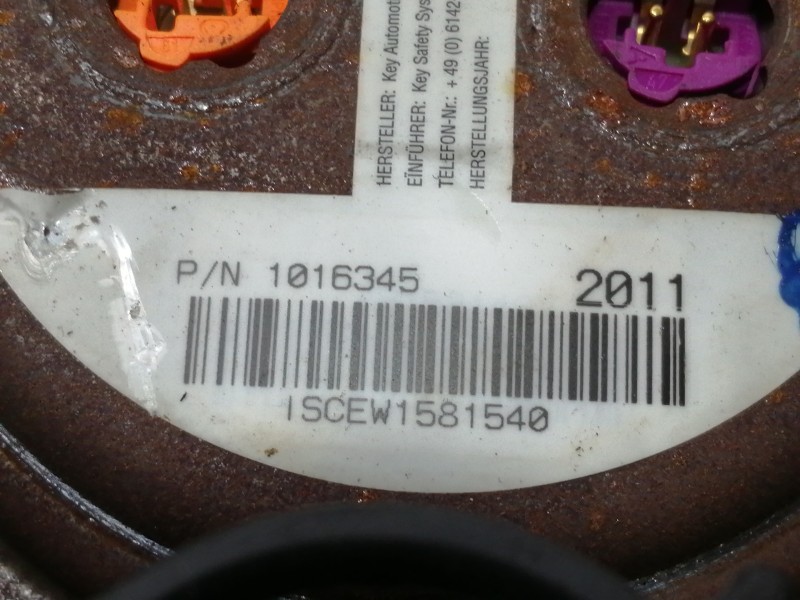 HERSTELLER: Key Automot
EINFÜHRER: Key Safety Sys
TELEFON-Nr.: +49 (0) 6142
HERSTELLUNGSJAHR:
P/N 1016345 2011
ISCEW1581540